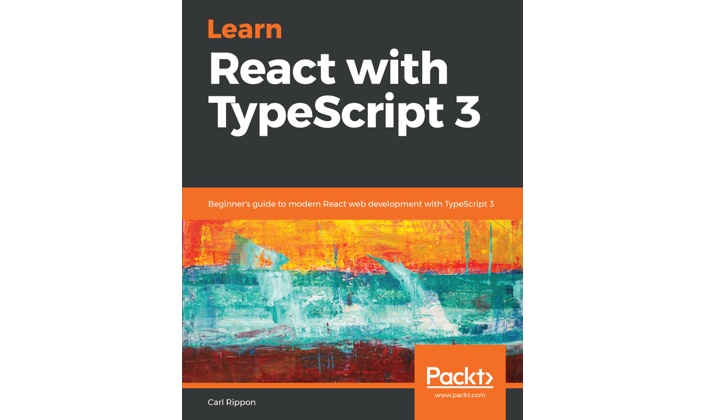 Learn
React with
TypeScript 3
Beginner's guide to modern React web development with TypeScript 3
Packt>
www.packt.com
Carl Rippon